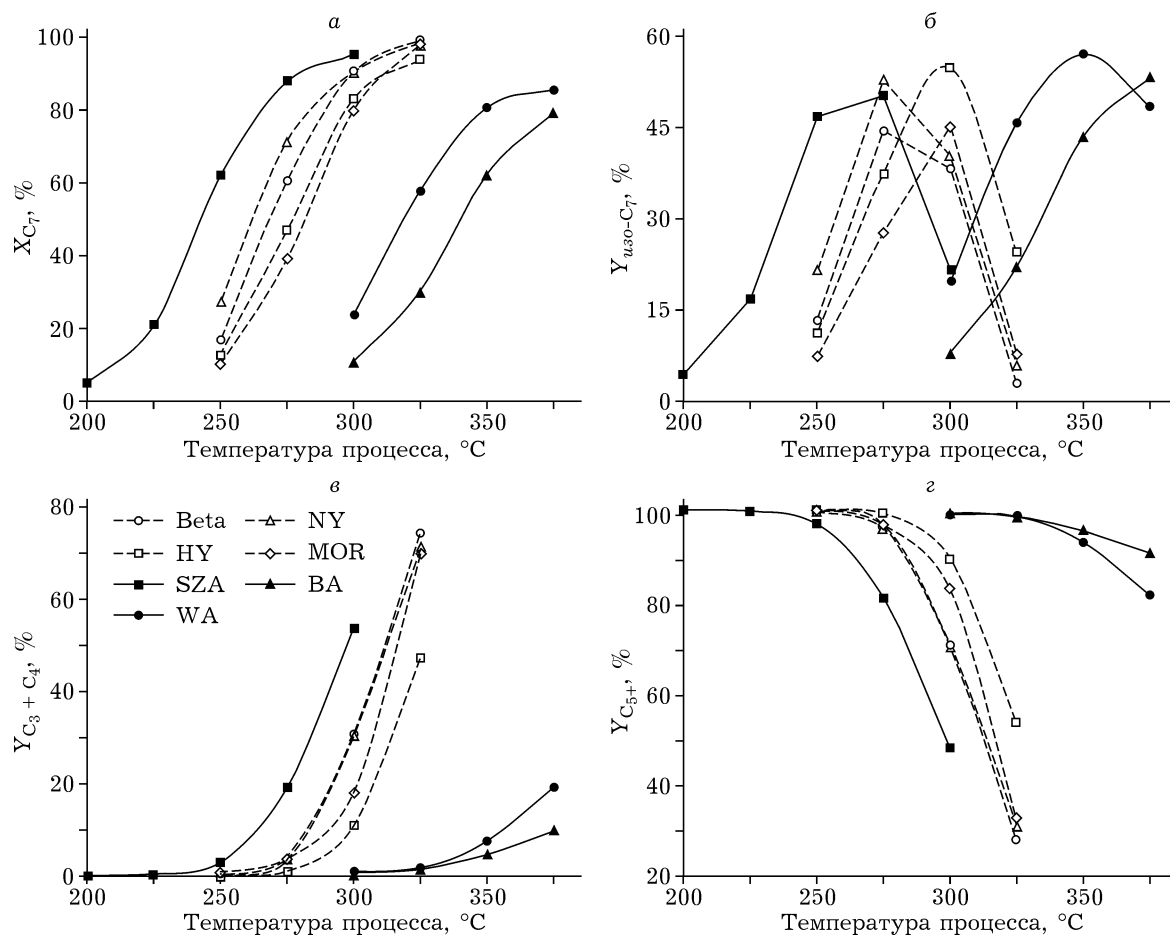 а
100
80
60
40
20
0
X_C7, %
200 250 300 350
Температура процесса, °C
б
60
45
30
15
0
Y_изо-C7, %
200 250 300 350
Температура процесса, °C
в
80
60
40
20
0
Y_C3 + C4, %
Beta NY
HY MOR
SZA BA
WA
200 250 300 350
Температура процесса, °C
г
100
80
60
40
20
Y_C5+, %
200 250 300 350
Температура процесса, °C